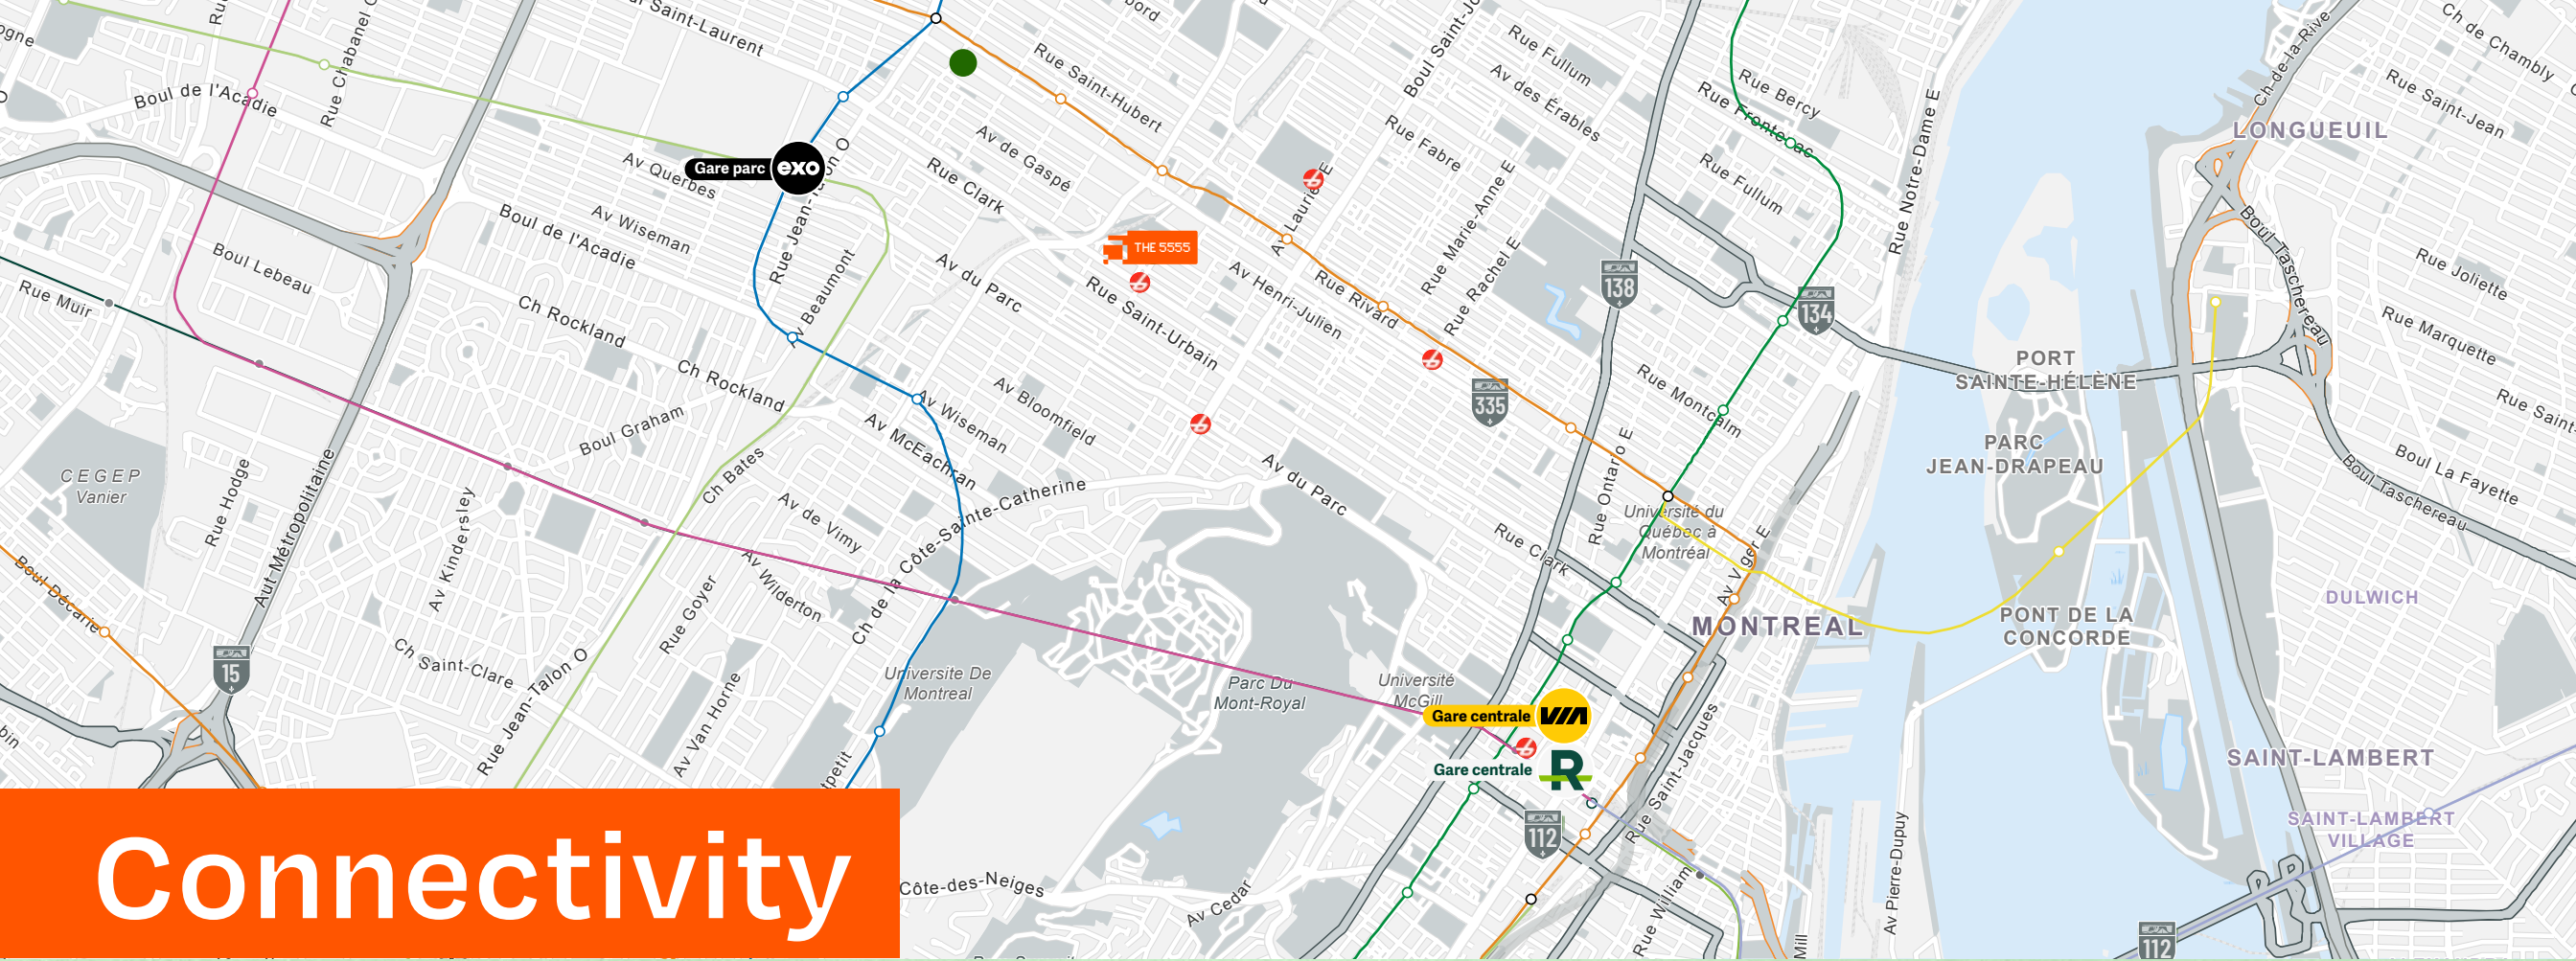 Boul de l'Acadie
Rue Chabanel O
Saint-Laurent
Rue Saint-Hubert
Boul Saint-Jo
Rue Fullum
Av des Érables
Rue Bercy
Rue Frontenac
Rue Fullum
Rue Notre-Dame E
Ch-de-la-Rive
Ch de Chambly
Rue Saint-Jean
LONGUEUIL
Gare parc
exo
Av Querbes
Av Wiseman
Boul de l'Acadie
Rue Jean-Talon O
Av de Gaspé
Rue Clark
Rue Fabre
Av Laurier E
Rue Marie-Anne E
Rue Rachel E
Boul Lebeau
Rue Muir
Ch Rockland
Av Beaumont
Av du Parc
THE 5555
Rue Saint-Urbain
Av Henri-Julien
Rue Rivard
138
134
335
Boul Taschereau
Rue Joliette
Rue Marquette
PORT
SAINTE-HÉLÈNE
PARC
JEAN-DRAPEAU
Ch Rockland
Boul Graham
Av McEachran
Av Wiseman
Av Bloomfield
Rue Montcalm
Rue Ontario E
Boul La Fayette
Boul Taschereau
CEGEP
Vanier
Rue Hodge
Aut Métropolitaine
Av Kindersley
Ch Bates
Av de Vimy
Ch de la Côte-Sainte-Catherine
Av du Parc
Rue Clark
Université du
Québec à
Montréal
Av Viger E
MONTREAL
PONT DE LA
CONCORDE
DULWICH
Boul Décarie
15
Ch Saint-Clare
Rue Jean-Talon O
Rue Goyer
Av Wilderton
Av Van Horne
Universite De
Montreal
Parc Du
Mont-Royal
Université
McGill
Gare centrale
VIA
Gare centrale
R
Rue Saint-Jacques
112
Rue William
Av Pierre-Dupuy
SAINT-LAMBERT
SAINT-LAMBERT
VILLAGE
112
Mill
Côte-des-Neiges
Av Cedar
Connectivity